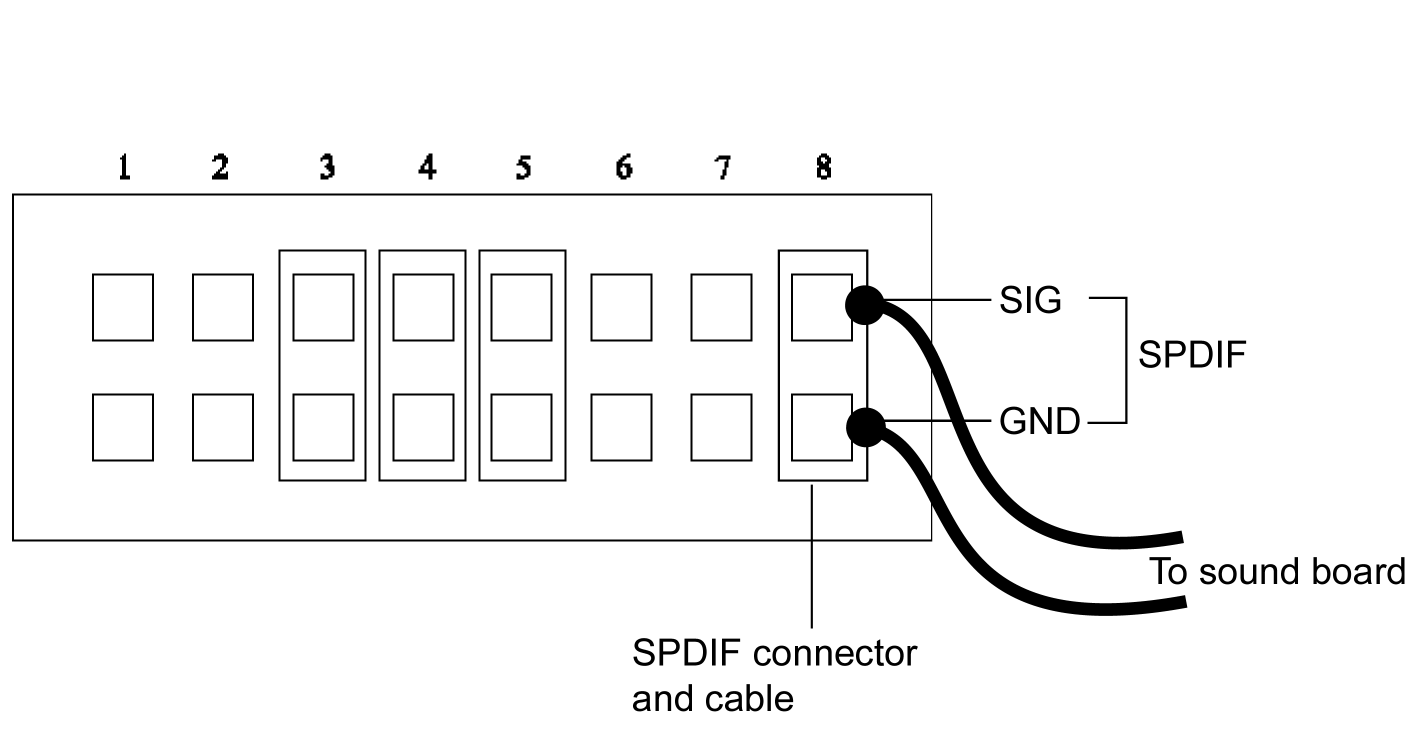 1 2 3 4 5 6 7 8
SIG
SPDIF
GND
To sound board
SPDIF connector
and cable